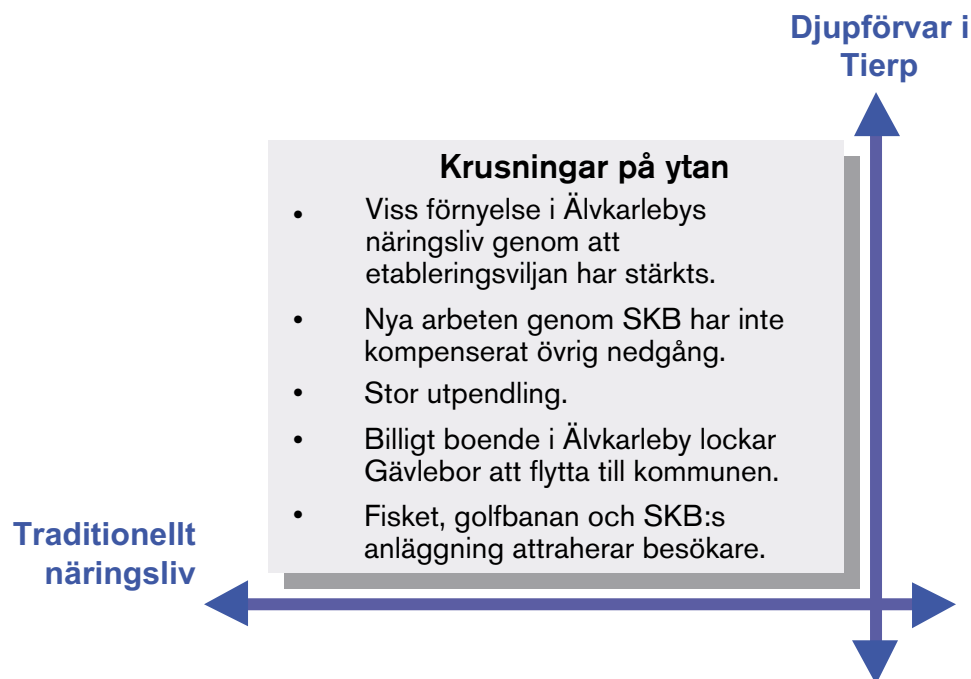 Djupförvar i
Tierp
Krusningar på ytan
• Viss förnyelse i Älvkarlebys
näringsliv genom att
etableringsviljan har stärkts.
• Nya arbeten genom SKB har inte
kompenserat övrig nedgång.
• Stor utpendling.
• Billigt boende i Älvkarleby lockar
Gävlebor att flytta till kommunen.
• Fisket, golfbanan och SKB:s
anläggning attraherar besökare.
Traditionellt
näringsliv